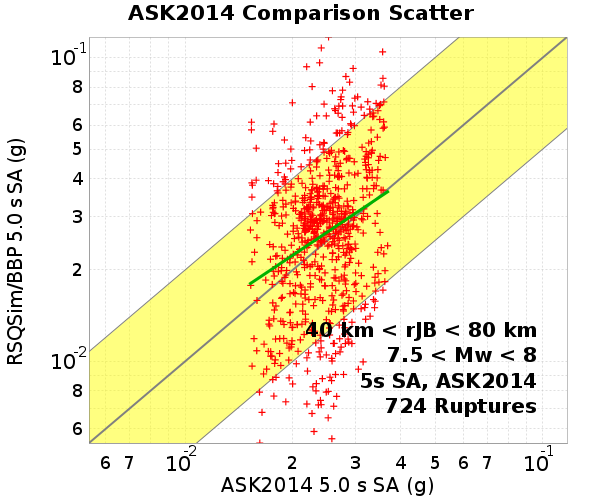 ASK2014 Comparison Scatter
RSQSim/BBP 5.0 s SA (g)
10⁻¹
8
6
5
4
3
2
10⁻²
8
6
40 km < rJB < 80 km
7.5 < Mw < 8
5s SA, ASK2014
724 Ruptures
6 7 10⁻² 2 3 4 5 6 7 10⁻¹
ASK2014 5.0 s SA (g)